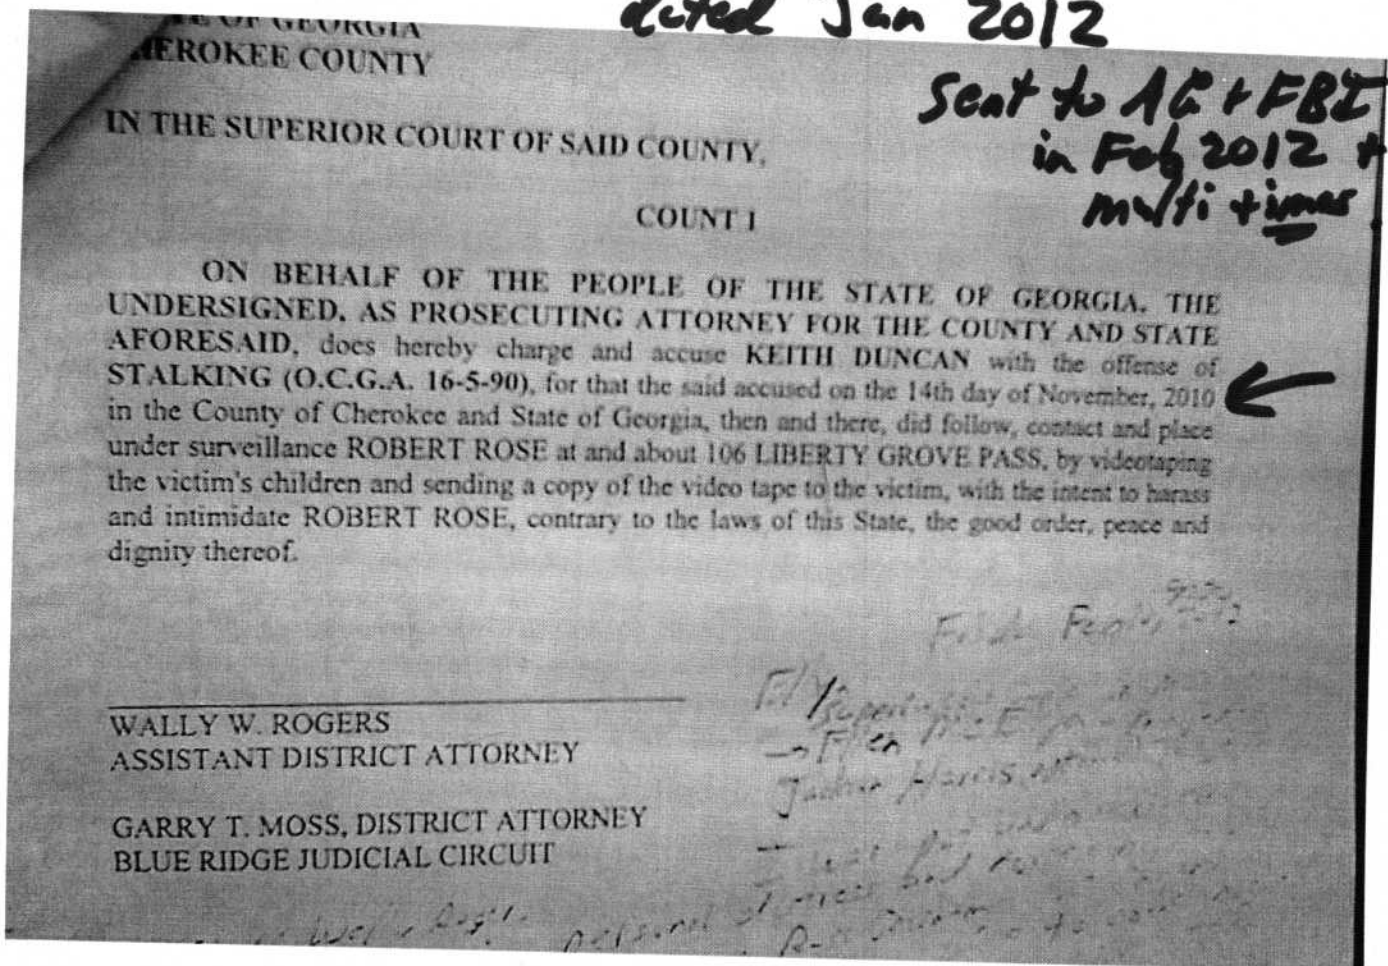 dated Jan 2012
sent to AG + FBI
in Feb 2012 +
multi times
OF GEORGIA
HEROKEE COUNTY
IN THE SUPERIOR COURT OF SAID COUNTY,
COUNT 1
ON BEHALF OF THE PEOPLE OF THE STATE OF GEORGIA, THE
UNDERSIGNED, AS PROSECUTING ATTORNEY FOR THE COUNTY AND STATE
AFORESAID, does hereby charge and accuse KEITH DUNCAN with the offense of
STALKING (O.C.G.A. 16-5-90), for that the said accused on the 14th day of November, 2010
in the County of Cherokee and State of Georgia, then and there, did follow, contact and place
under surveillance ROBERT ROSE at and about 106 LIBERTY GROVE PASS, by videotaping
the victim's children and sending a copy of the video tape to the victim, with the intent to harass
and intimidate ROBERT ROSE, contrary to the laws of this State, the good order, peace and
dignity thereof.
WALLY W. ROGERS
ASSISTANT DISTRICT ATTORNEY
GARRY T. MOSS, DISTRICT ATTORNEY
BLUE RIDGE JUDICIAL CIRCUIT